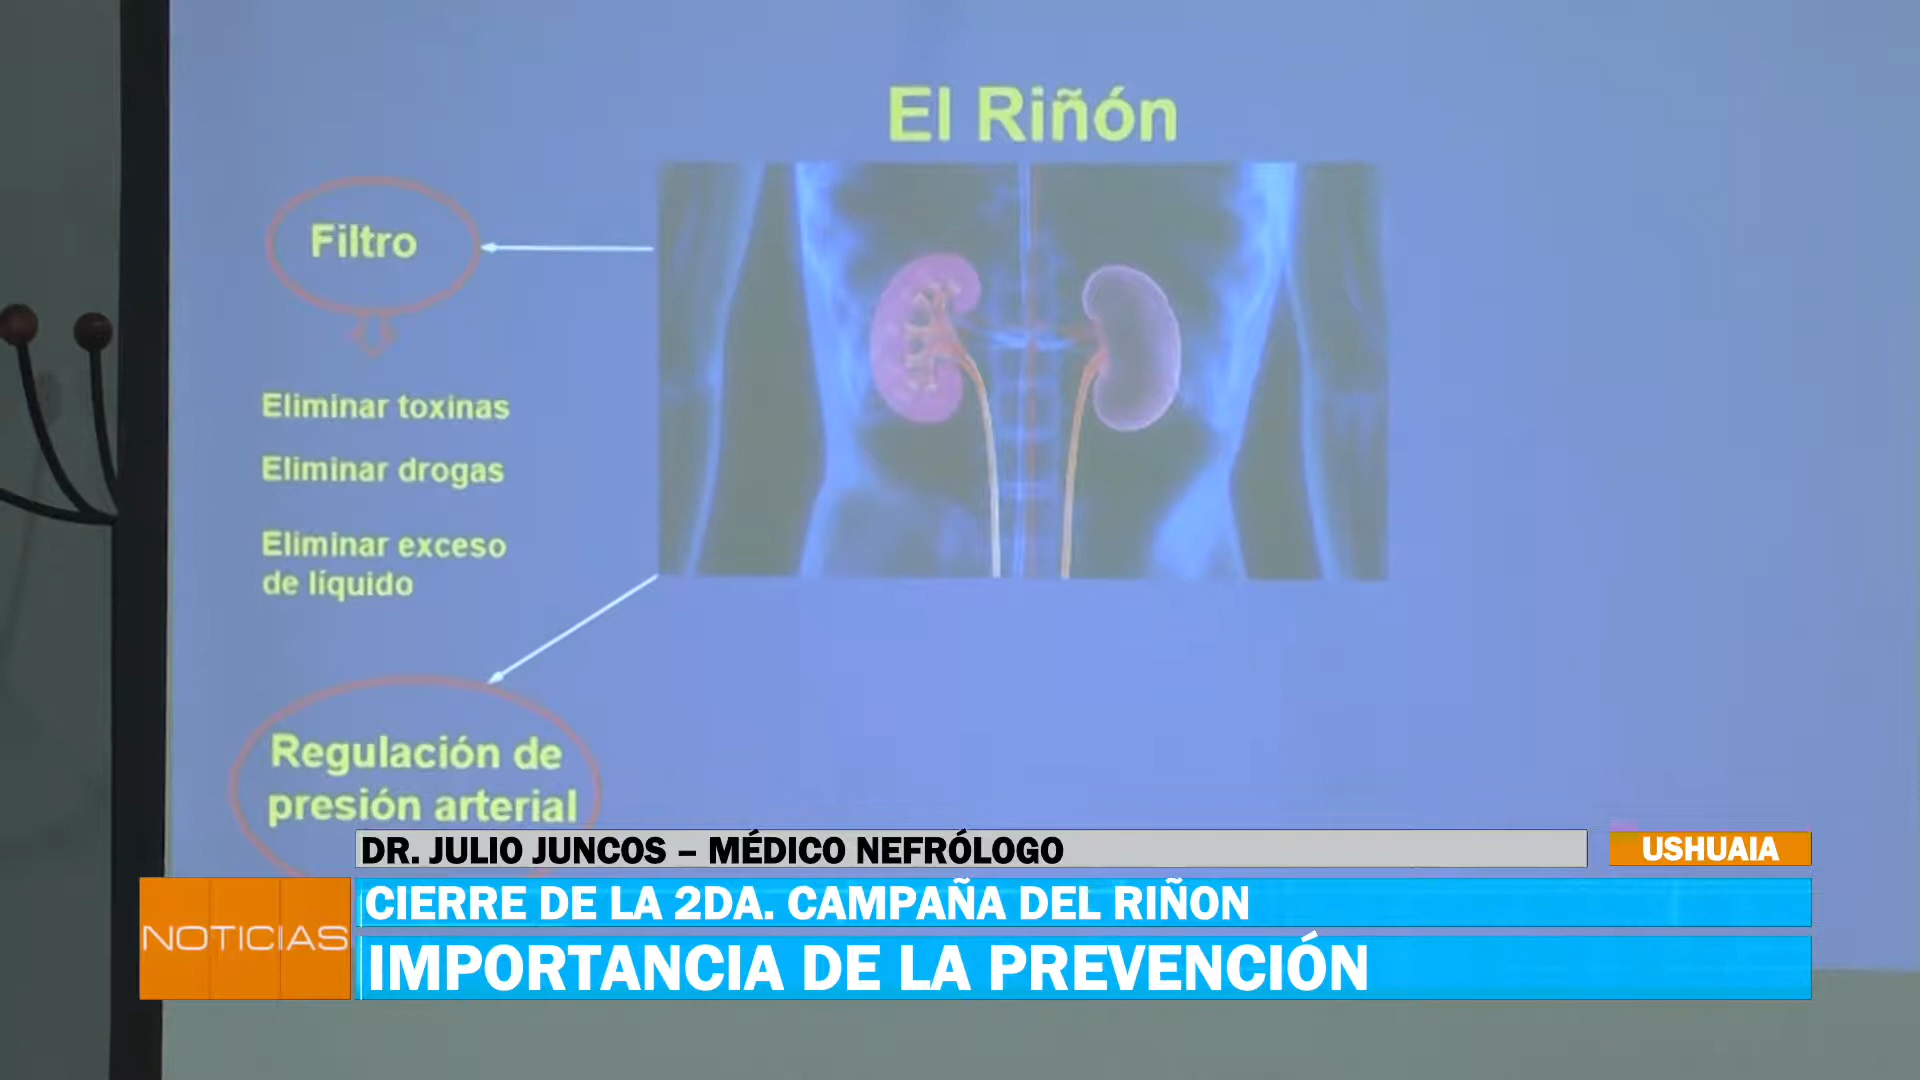 El Riñón
Filtro
Eliminar toxinas
Eliminar drogas
Eliminar exceso
de líquido
Regulación de
presión arterial
DR. JULIO JUNCOS – MÉDICO NEFRÓLOGO
USHUAIA
CIERRE DE LA 2DA. CAMPAÑA DEL RIÑON
NOTICIAS
IMPORTANCIA DE LA PREVENCIÓN